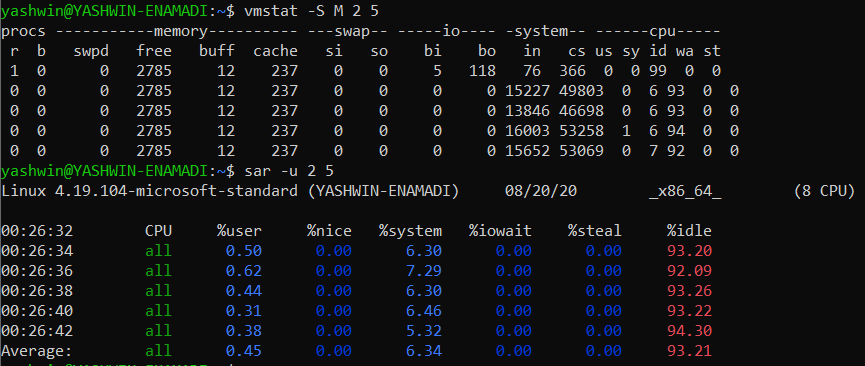 yashwin@YASHWIN-ENAMADI:~$ vmstat -S M 2 5
procs -----------memory---------- ---swap-- -----io---- -system-- ------cpu-----
 r  b   swpd   free   buff  cache   si   so    bi    bo   in   cs us sy id wa st
 1  0      0   2785     12    237    0    0     5   118   76  366  0  0 99  0  0
 0  0      0   2785     12    237    0    0     0     0 15227 49803  0  6 93  0  0
 0  0      0   2785     12    237    0    0     0     0 13846 46698  0  6 93  0  0
 0  0      0   2785     12    237    0    0     0     0 16003 53258  1  6 94  0  0
 0  0      0   2785     12    237    0    0     0     0 15652 53069  0  7 92  0  0
yashwin@YASHWIN-ENAMADI:~$ sar -u 2 5
Linux 4.19.104-microsoft-standard (YASHWIN-ENAMADI)     08/20/20        _x86_64_        (8 CPU)
00:26:32        CPU     %user     %nice   %system   %iowait    %steal     %idle
00:26:34        all      0.50      0.00      6.30      0.00      0.00     93.20
00:26:36        all      0.62      0.00      7.29      0.00      0.00     92.09
00:26:38        all      0.44      0.00      6.30      0.00      0.00     93.26
00:26:40        all      0.31      0.00      6.46      0.00      0.00     93.22
00:26:42        all      0.38      0.00      5.32      0.00      0.00     94.30
Average:        all      0.45      0.00      6.34      0.00      0.00     93.21